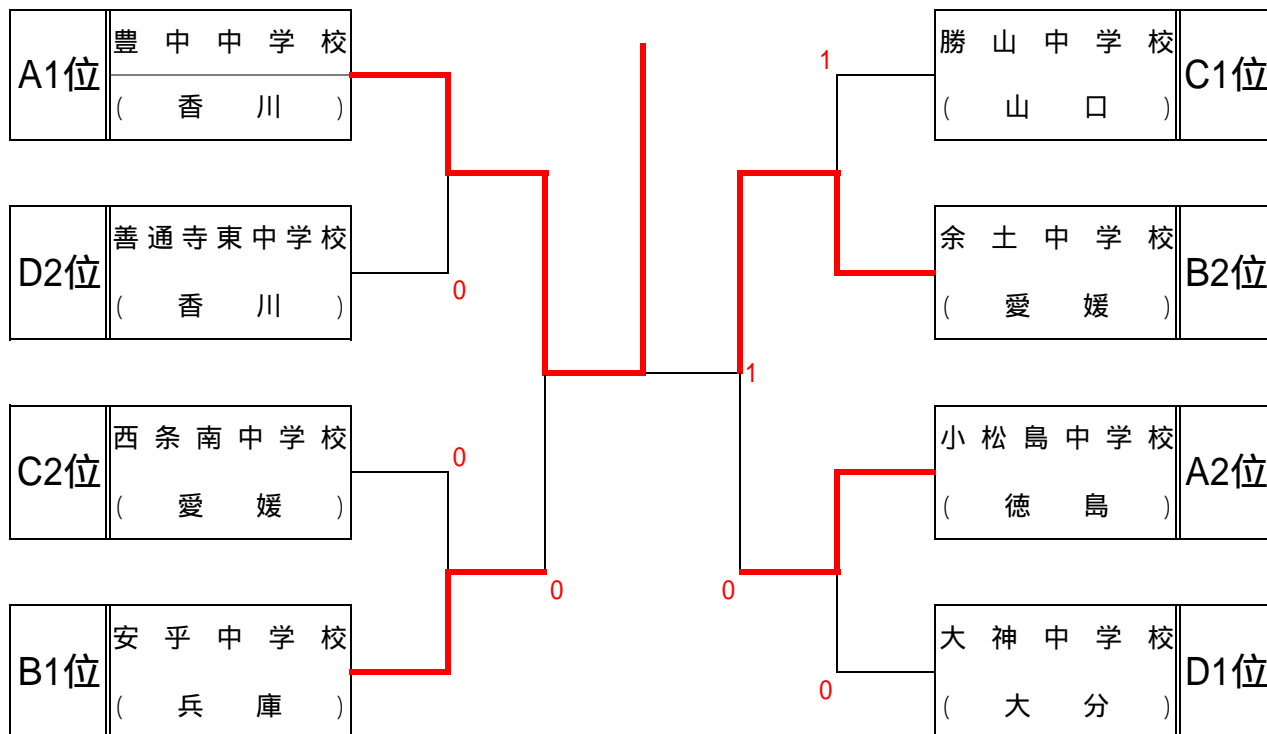 A1位
豊中中学校
(香川)
D2位
善通寺東中学校
(香川)
0
C2位
西条南中学校
(愛媛)
0
B1位
安乎中学校
(兵庫)
0
1
勝山中学校
(山口)
C1位
余土中学校
(愛媛)
B2位
1
小松島中学校
(徳島)
A2位
0
大神中学校
(大分)
D1位
0